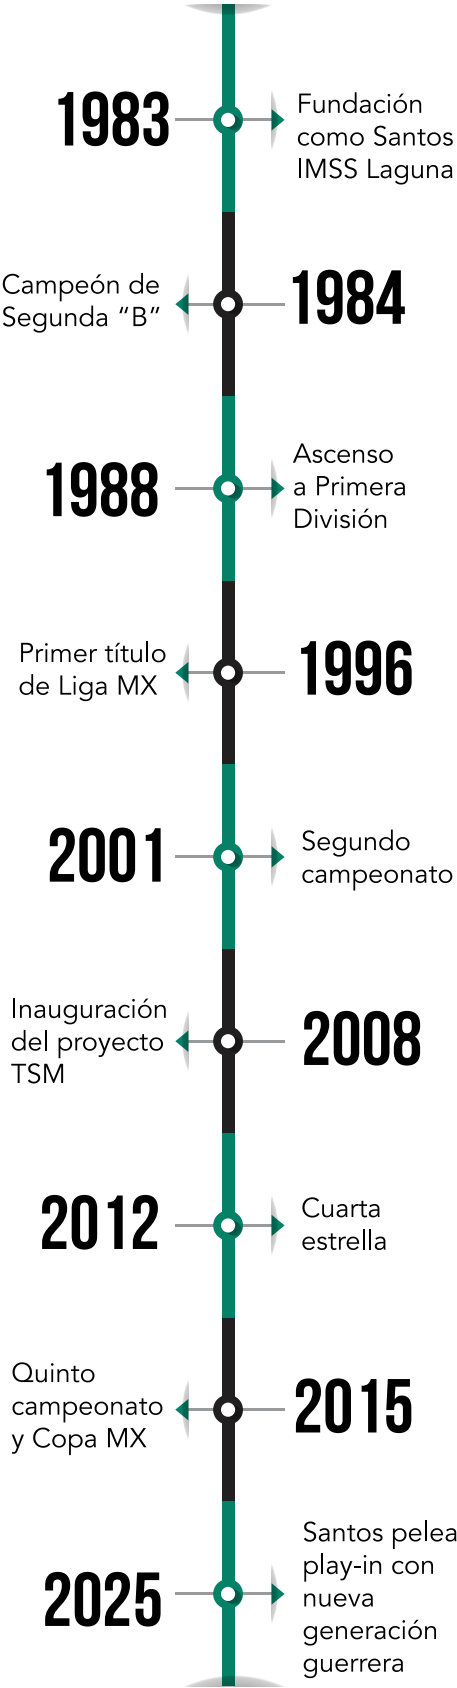 1983
Fundación
como Santos
IMSS Laguna
Campeón de
Segunda “B”
1984
1988
Ascenso
a Primera
División
Primer título
de Liga MX
1996
2001
Segundo
campeonato
Inauguración
del proyecto
TSM
2008
2012
Cuarta
estrella
Quinto
campeonato
y Copa MX
2015
2025
Santos pelea
play-in con
nueva
generación
guerrera